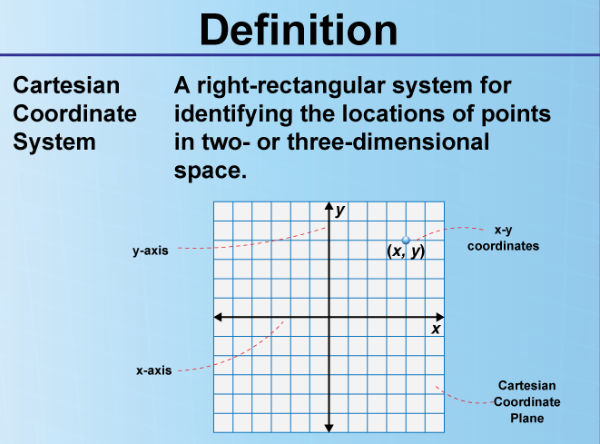 Definition
Cartesian
Coordinate
System
A right-rectangular system for
identifying the locations of points
in two- or three-dimensional
space.
y
x-y
coordinates
y-axis
(x, y)
x
x-axis
Cartesian
Coordinate
Plane